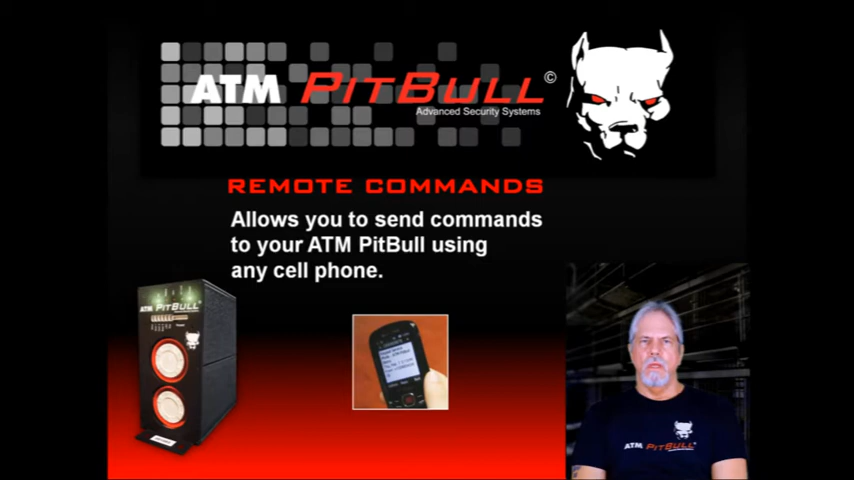 ATM PITBULL ©
Advanced Security Systems
REMOTE COMMANDS
Allows you to send commands
to your ATM PitBull using
any cell phone.
ATM PITBULL
ATM PITBULL